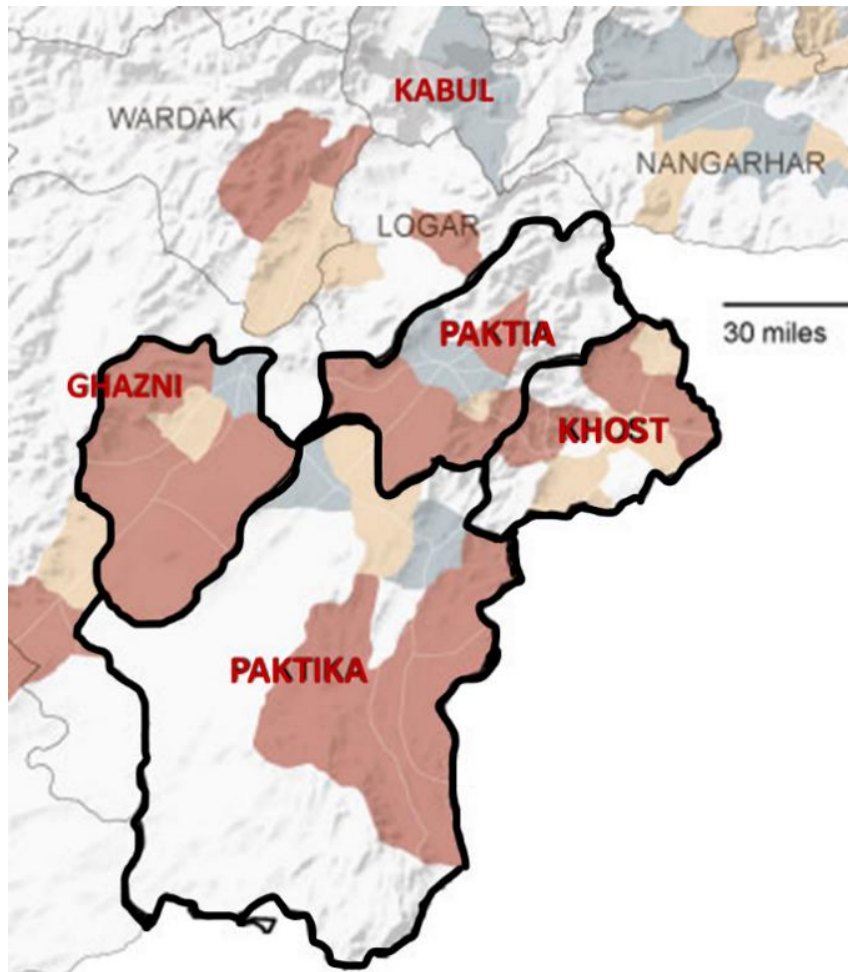 KABUL
WARDAK
NANGARHAR
LOGAR
30 miles
PAKTIA
GHAZNI
KHOST
PAKTIKA